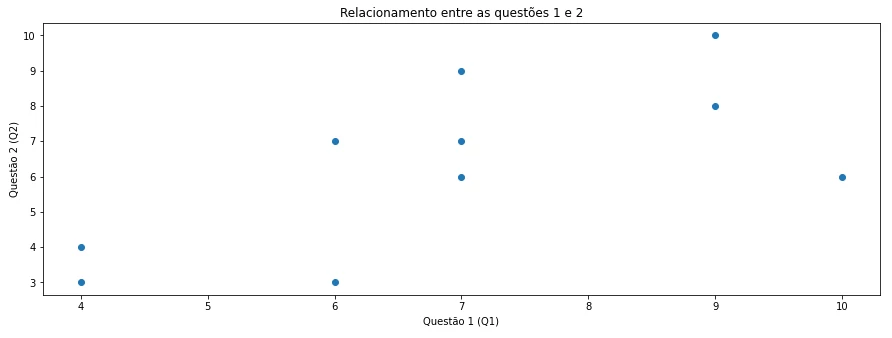 Relacionamento entre as questões 1 e 2
10
9
8
7
6
5
4
3
Questão 2 (Q2)
4 5 6 7 8 9 10
Questão 1 (Q1)